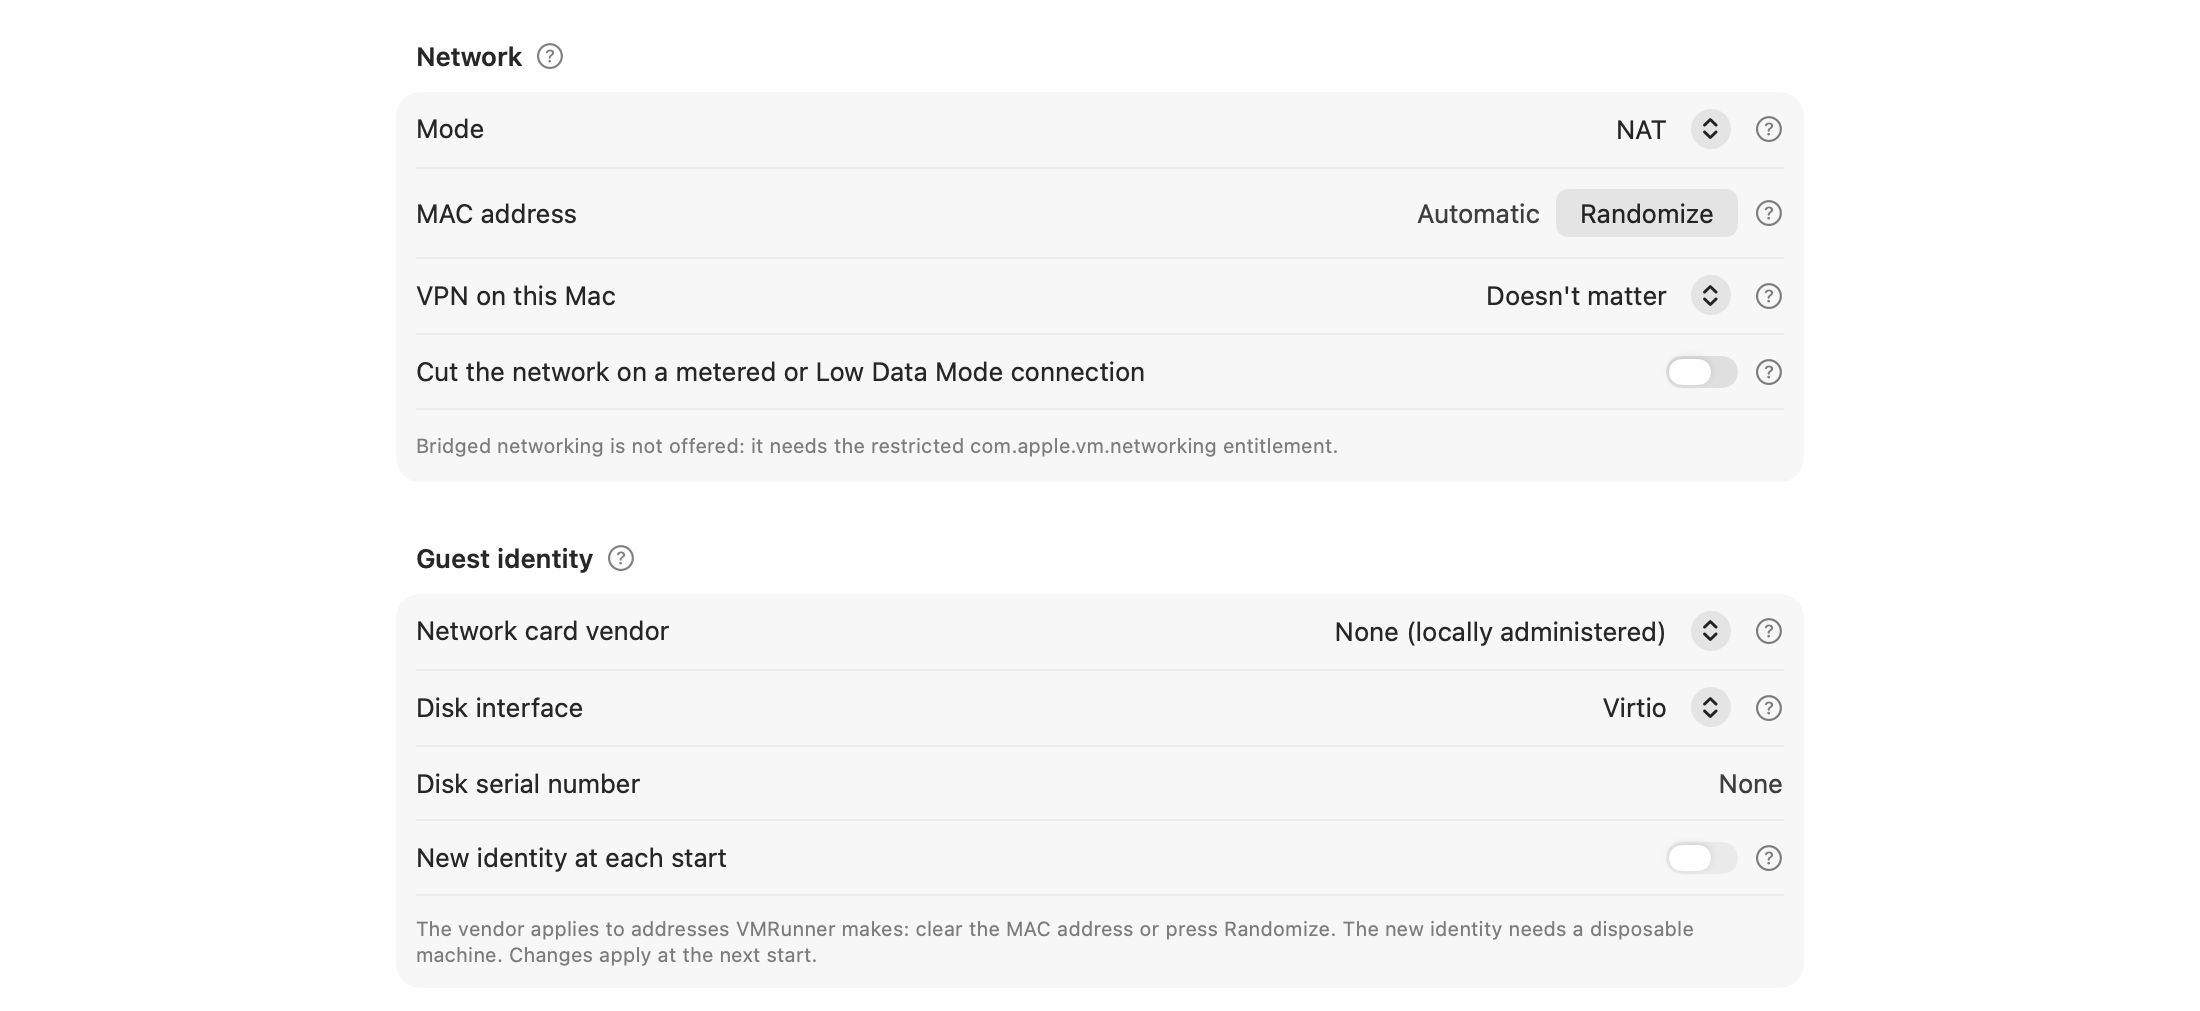 Network
Mode NAT
MAC address Automatic Randomize
VPN on this Mac Doesn't matter
Cut the network on a metered or Low Data Mode connection
Bridged networking is not offered: it needs the restricted com.apple.vm.networking entitlement.
Guest identity
Network card vendor None (locally administered)
Disk interface Virtio
Disk serial number None
New identity at each start
The vendor applies to addresses VMRunner makes: clear the MAC address or press Randomize. The new identity needs a disposable
machine. Changes apply at the next start.